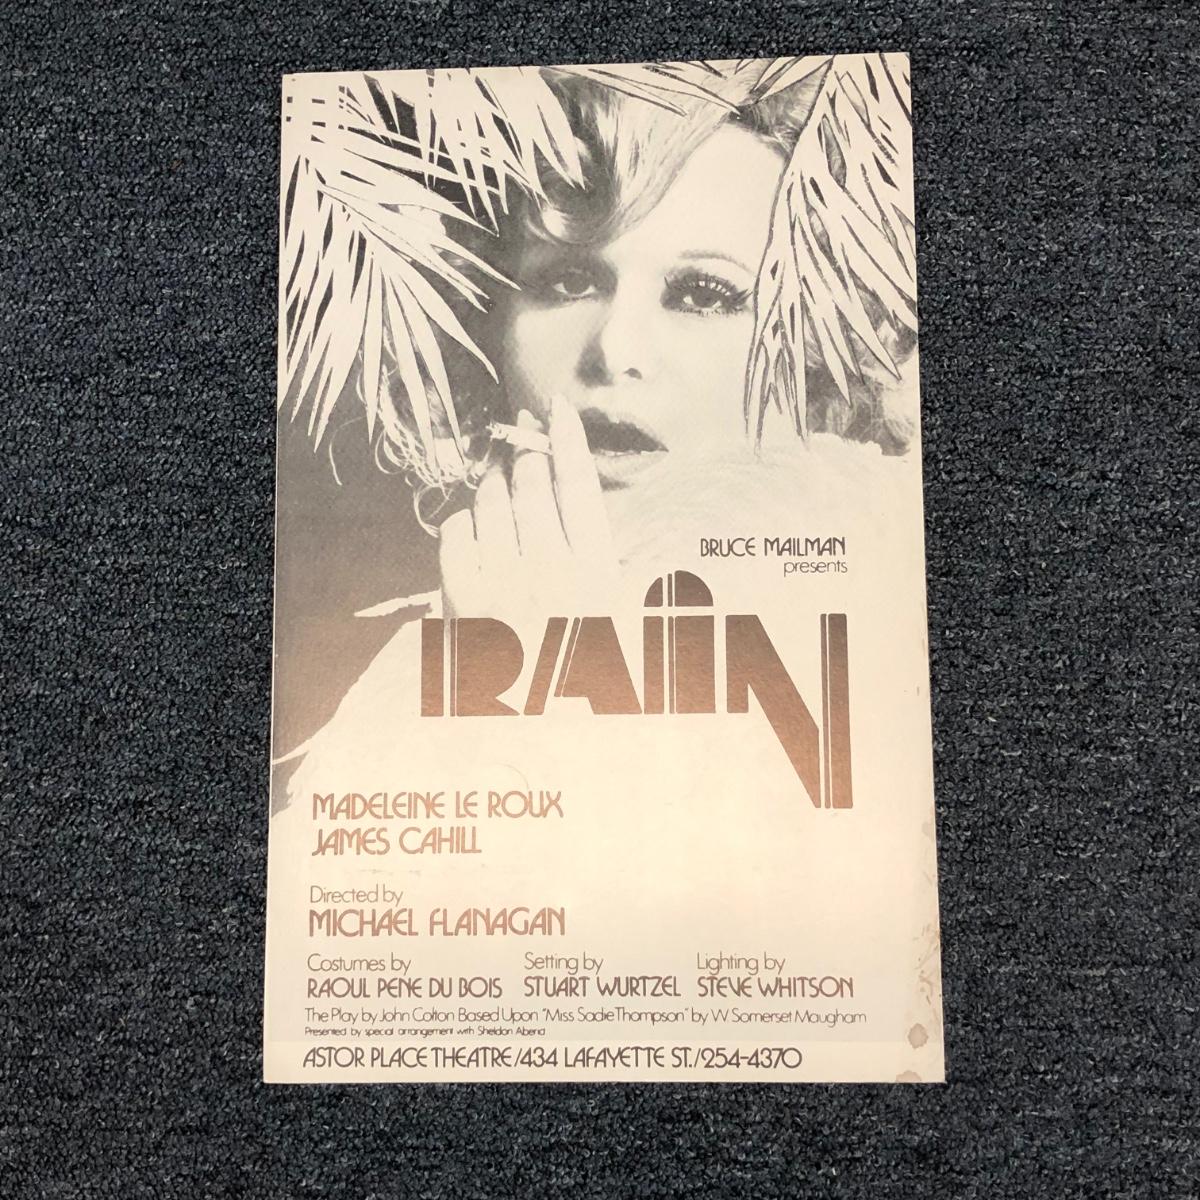 BRUCE MAILMAN
presents
RAIN
MADELEINE LE ROUX
JAMES CAHILL
Directed by
MICHAEL FLANAGAN
Costumes by
RAOUL PENE DU BOIS
Setting by
STUART WURTZEL
Lighting by
STEVE WHITSON
The Play by John Colton Based Upon "Miss Sadie Thompson" by W. Somerset Maugham
Presented by special arrangement with Sheldon Abend
ASTOR PLACE THEATRE/434 LAFAYETTE ST./254-4370